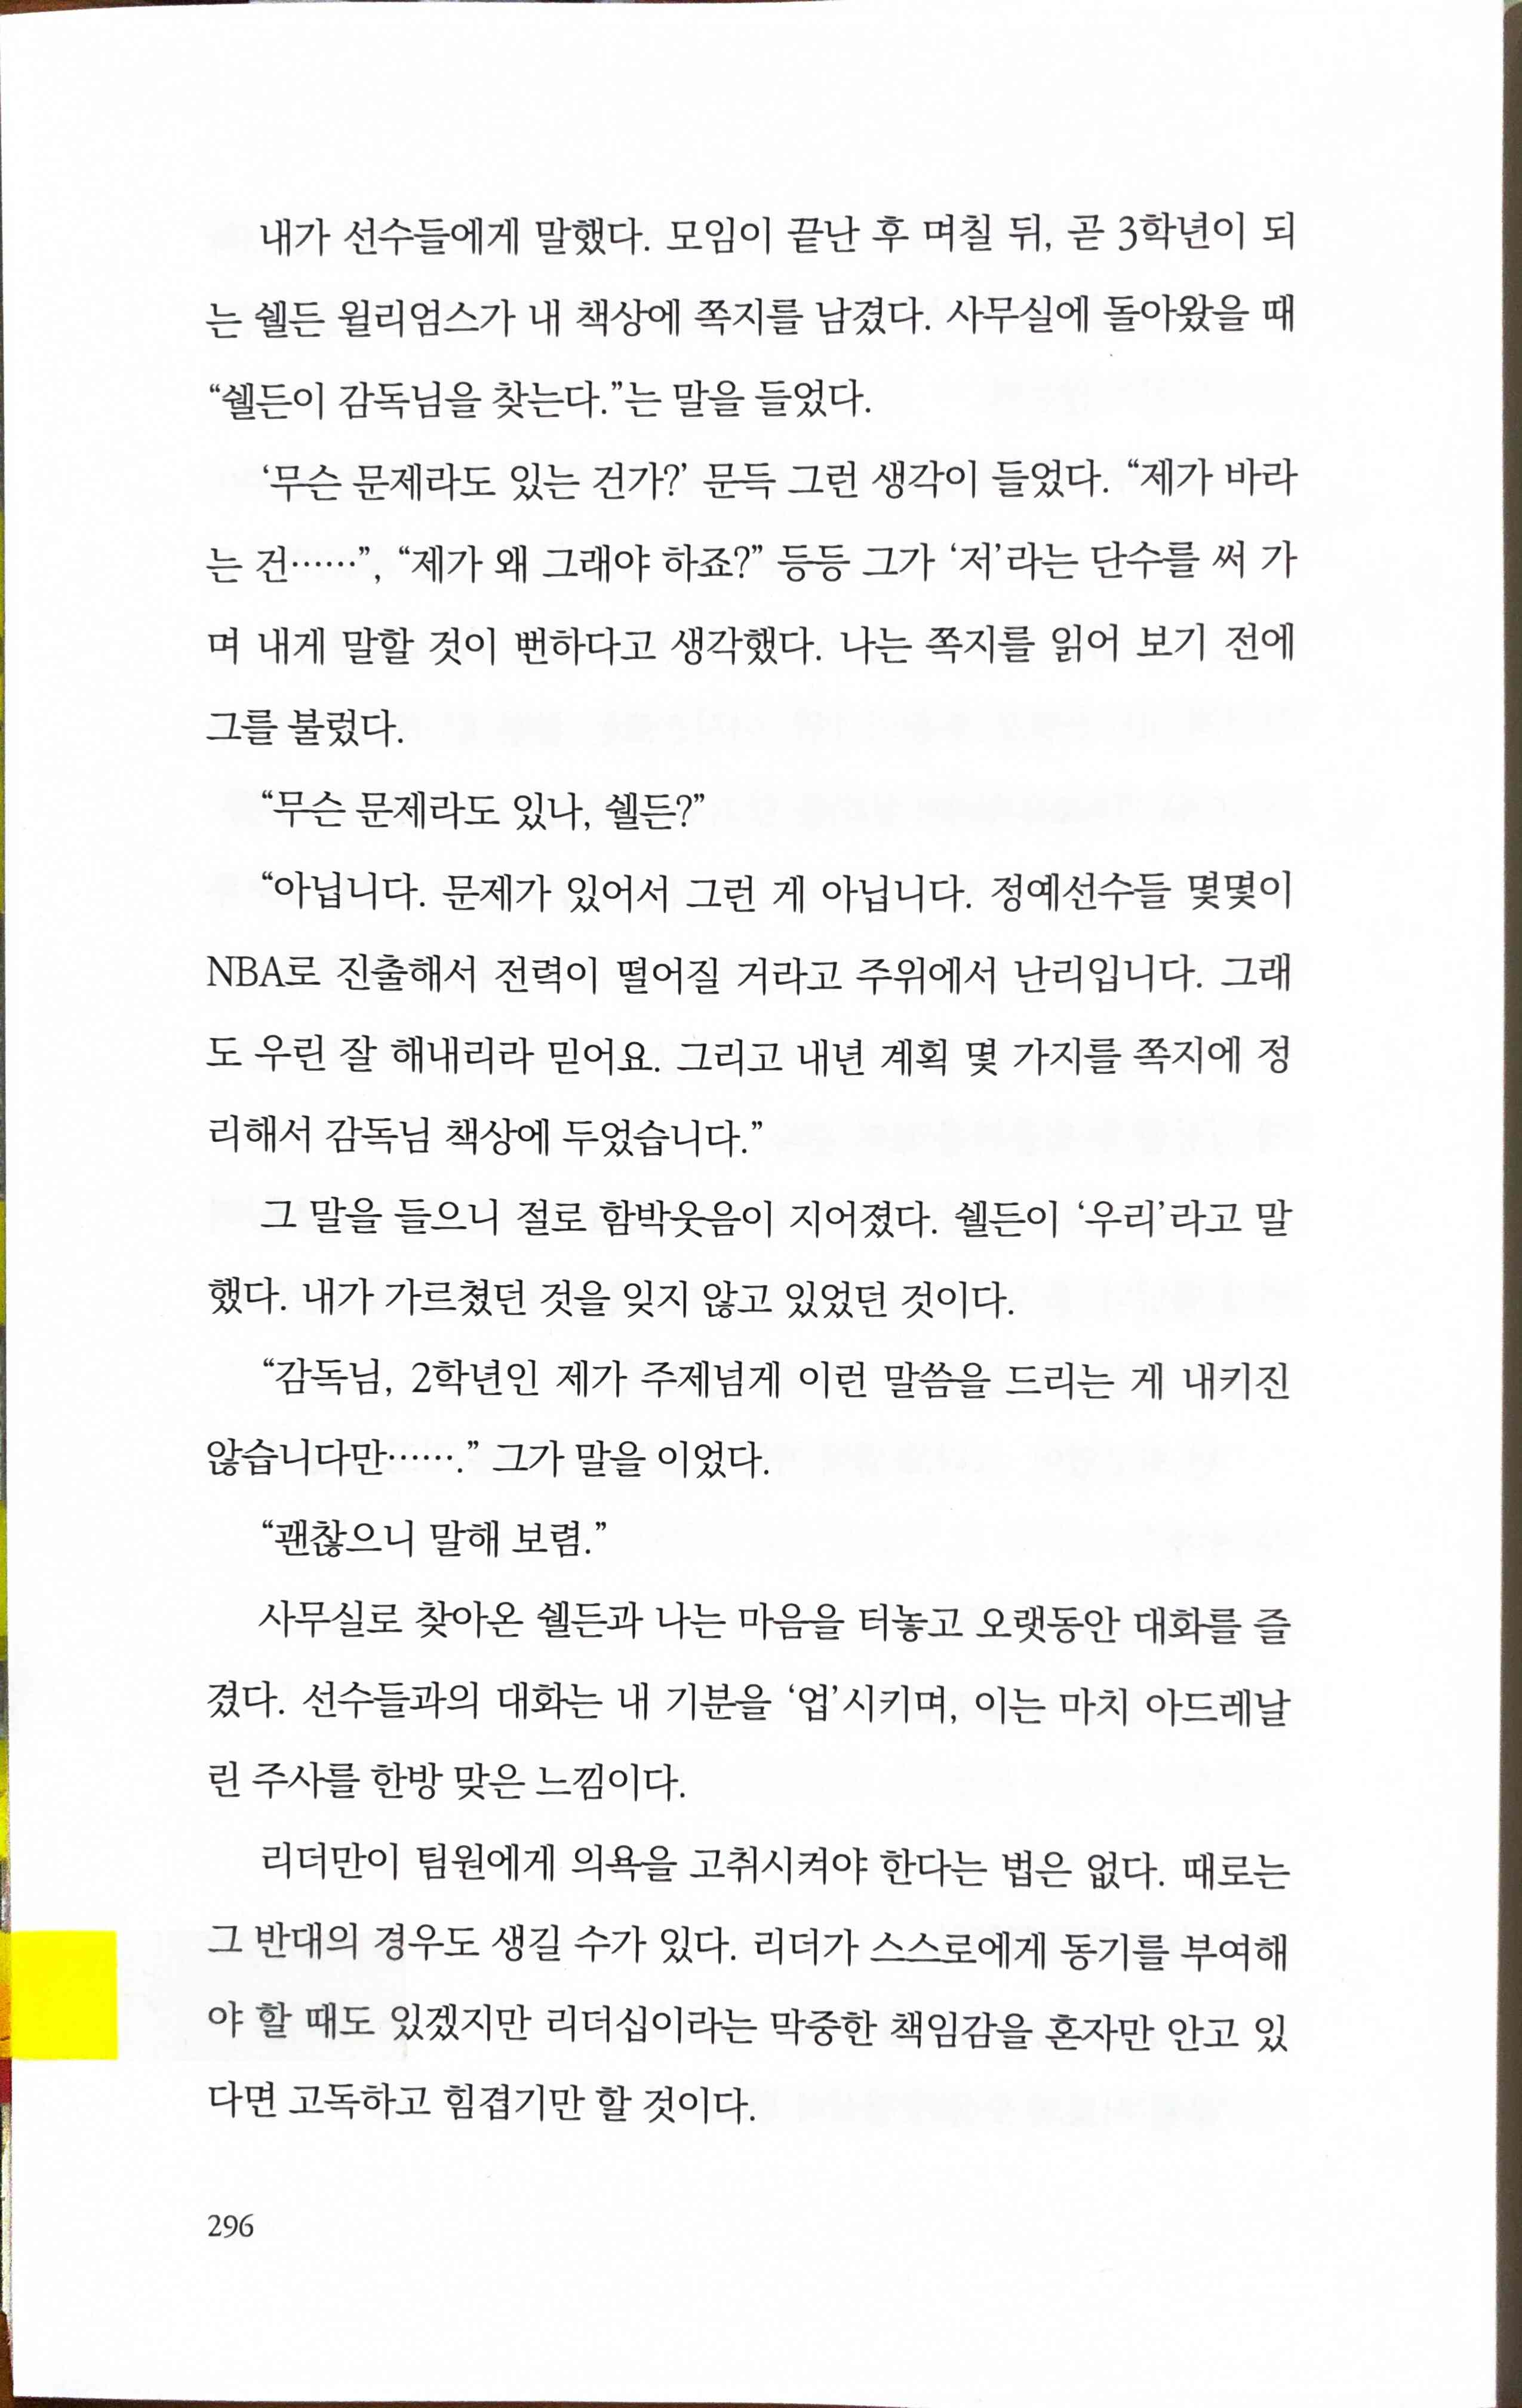 내가 선수들에게 말했다. 모임이 끝난 후 며칠 뒤, 곧 3학년이 되
는 쉘든 윌리엄스가 내 책상에 쪽지를 남겼다. 사무실에 돌아왔을 때
“쉘든이 감독님을 찾는다.”는 말을 들었다.
‘무슨 문제라도 있는 건가?’ 문득 그런 생각이 들었다. “제가 바라
는 건……”, “제가 왜 그래야 하죠?” 등등 그가 ‘저’라는 단수를 써 가
며 내게 말할 것이 뻔하다고 생각했다. 나는 쪽지를 읽어 보기 전에
그를 불렀다.
“무슨 문제라도 있나, 쉘든?”
“아닙니다. 문제가 있어서 그런 게 아닙니다. 정예선수들 몇몇이
NBA로 진출해서 전력이 떨어질 거라고 주위에서 난리입니다. 그래
도 우린 잘 해내리라 믿어요. 그리고 내년 계획 몇 가지를 쪽지에 정
리해서 감독님 책상에 두었습니다.”
그 말을 들으니 절로 함박웃음이 지어졌다. 쉘든이 ‘우리’라고 말
했다. 내가 가르쳤던 것을 잊지 않고 있었던 것이다.
“감독님, 2학년인 제가 주제넘게 이런 말씀을 드리는 게 내키진
않습니다만…….” 그가 말을 이었다.
“괜찮으니 말해 보렴.”
사무실로 찾아온 쉘든과 나는 마음을 터놓고 오랫동안 대화를 즐
겼다. 선수들과의 대화는 내 기분을 ‘업’시키며, 이는 마치 아드레날
린 주사를 한방 맞은 느낌이다.
리더만이 팀원에게 의욕을 고취시켜야 한다는 법은 없다. 때로는
그 반대의 경우도 생길 수가 있다. 리더가 스스로에게 동기를 부여해
야 할 때도 있겠지만 리더십이라는 막중한 책임감을 혼자만 안고 있
다면 고독하고 힘겹기만 할 것이다.
296